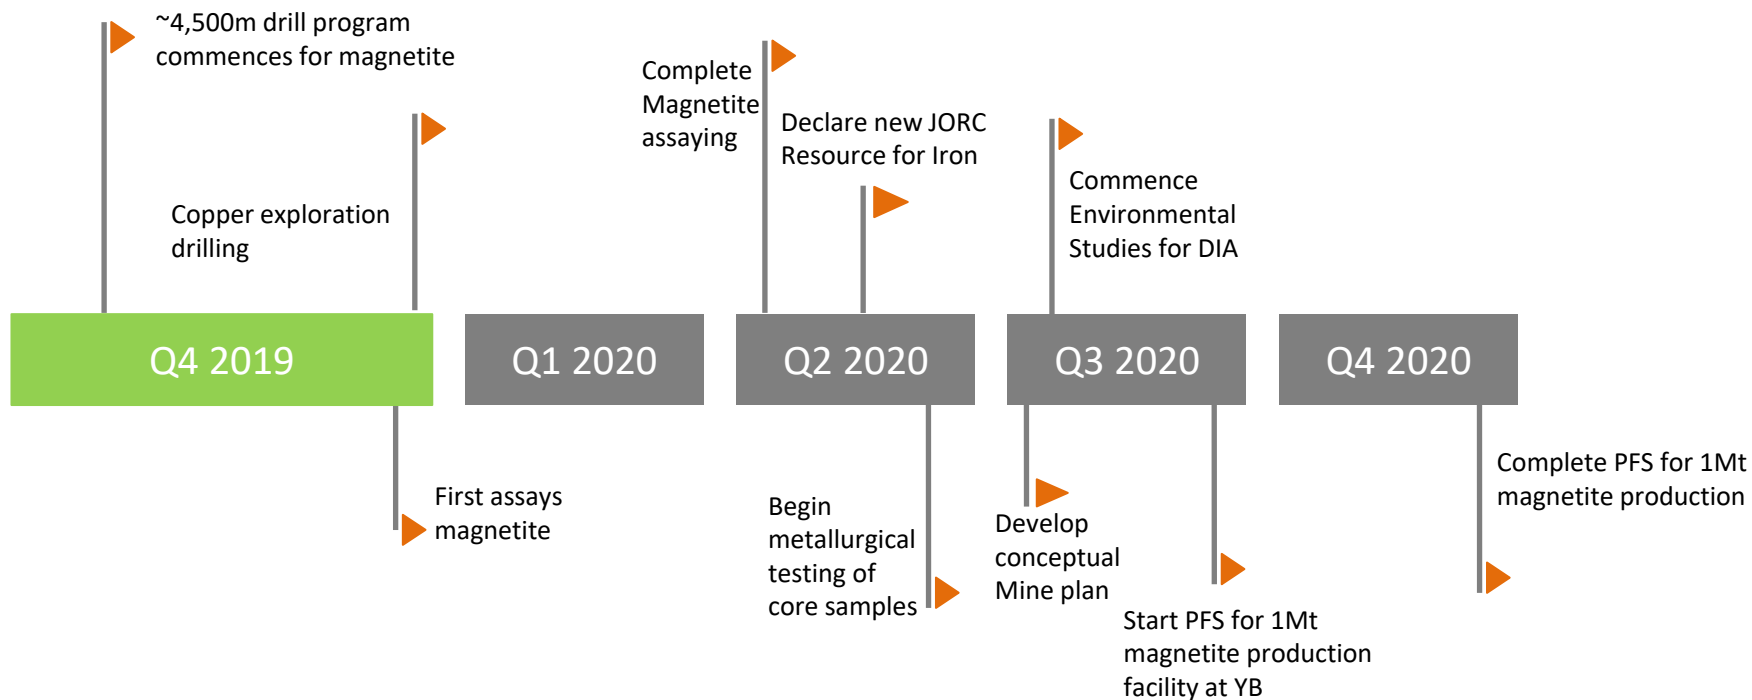 ~4,500m drill program
commences for magnetite
Copper exploration
drilling
Complete
Magnetite
assaying
Declare new JORC
Resource for Iron
Commence
Environmental
Studies for DIA
Q4 2019
Q1 2020
Q2 2020
Q3 2020
Q4 2020
First assays
magnetite
Begin
metallurgical
testing of
core samples
Develop
conceptual
Mine plan
Start PFS for 1Mt
magnetite production
facility at YB
Complete PFS for 1Mt
magnetite production